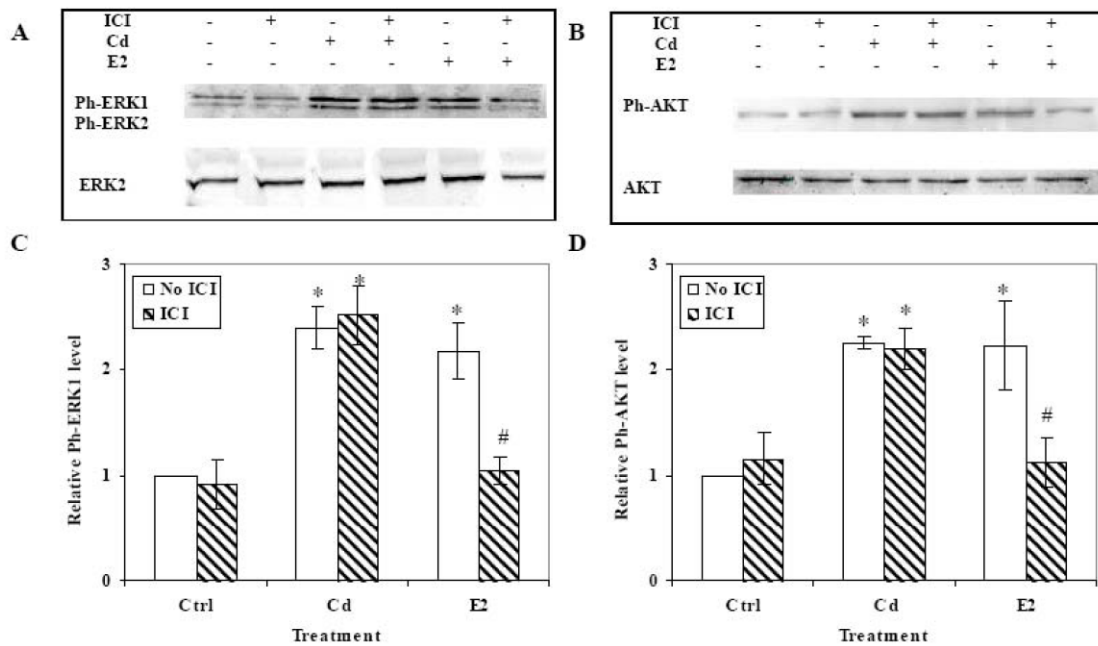 A
ICI - + - + - +
Cd - - + + - -
E2 - - - - + +
Ph-ERK1
Ph-ERK2
ERK2
B
ICI - + - + - +
Cd - - + + - -
E2 - - - - + +
Ph-AKT
AKT
C
Relative Ph-ERK1 level
3
2
1
0
No ICI
ICI
* * * #
Ctrl Cd E2
Treatment
D
Relative Ph-AKT level
3
2
1
0
No ICI
ICI
* * * #
Ctrl Cd E2
Treatment